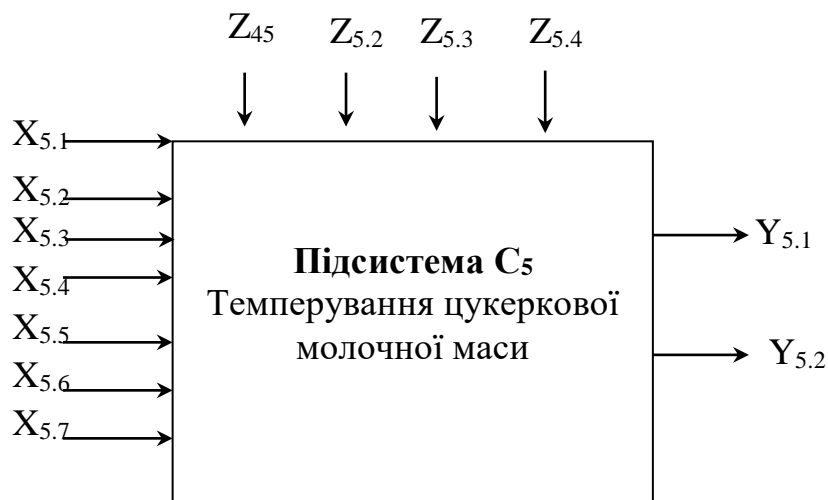 Z45 Z5.2 Z5.3 Z5.4
X5.1
X5.2
X5.3
X5.4
X5.5
X5.6
X5.7
Підсистема С5
Темперування цукеркової
молочної маси
Y5.1
Y5.2